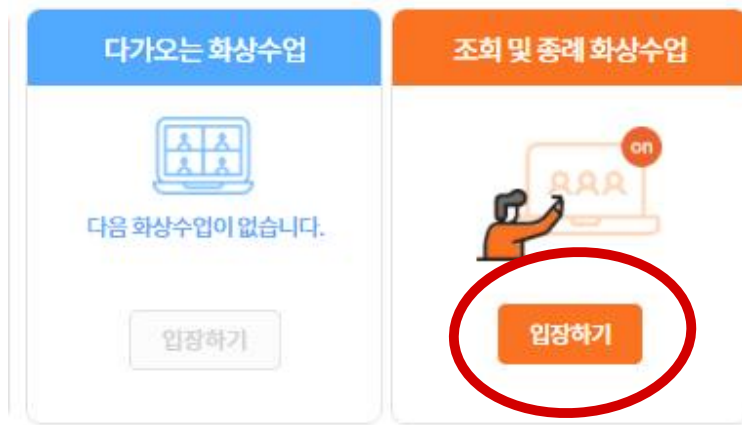 다가오는 화상수업
다음 화상수업이 없습니다.
입장하기
조회 및 종례 화상수업
on
입장하기